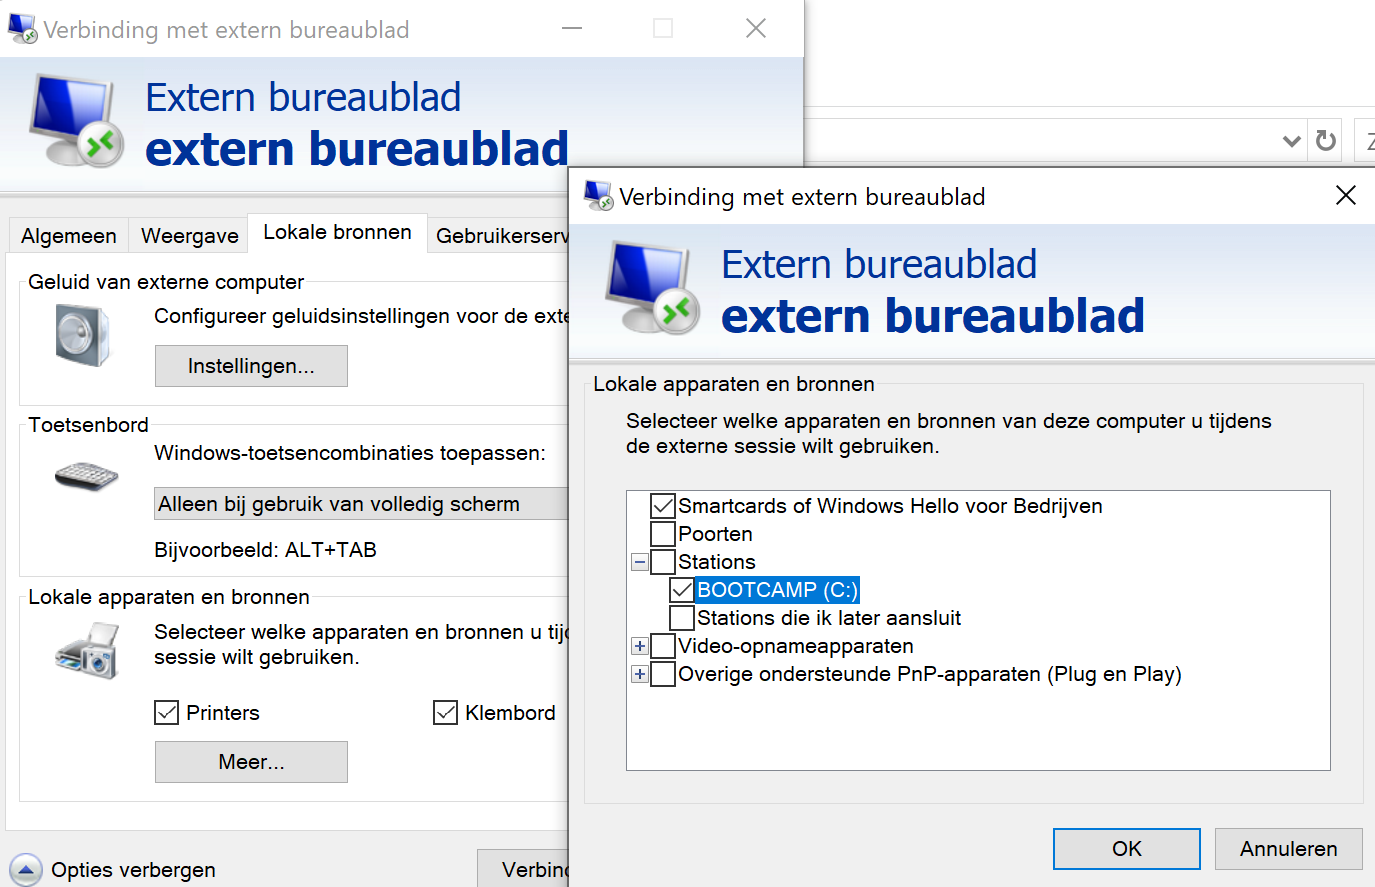 Verbinding met extern bureaublad
Extern bureaublad
extern bureaublad
Algemeen
Weergave
Lokale bronnen
Gebruikerserv
Geluid van externe computer
Configureer geluidsinstellingen voor de exte
Instellingen...
Toetsenbord
Windows-toetsencombinaties toepassen:
Alleen bij gebruik van volledig scherm
Bijvoorbeeld: ALT+TAB
Lokale apparaten en bronnen
Selecteer welke apparaten en bronnen u tijd
sessie wilt gebruiken.
Printers
Klembord
Meer...
Opties verbergen
Verbind
Verbinding met extern bureaublad
Extern bureaublad
extern bureaublad
Lokale apparaten en bronnen
Selecteer welke apparaten en bronnen van deze computer u tijdens
de externe sessie wilt gebruiken.
Smartcards of Windows Hello voor Bedrijven
Poorten
Stations
BOOTCAMP (C:)
Stations die ik later aansluit
Video-opnameapparaten
Overige ondersteunde PnP-apparaten (Plug en Play)
OK
Annuleren